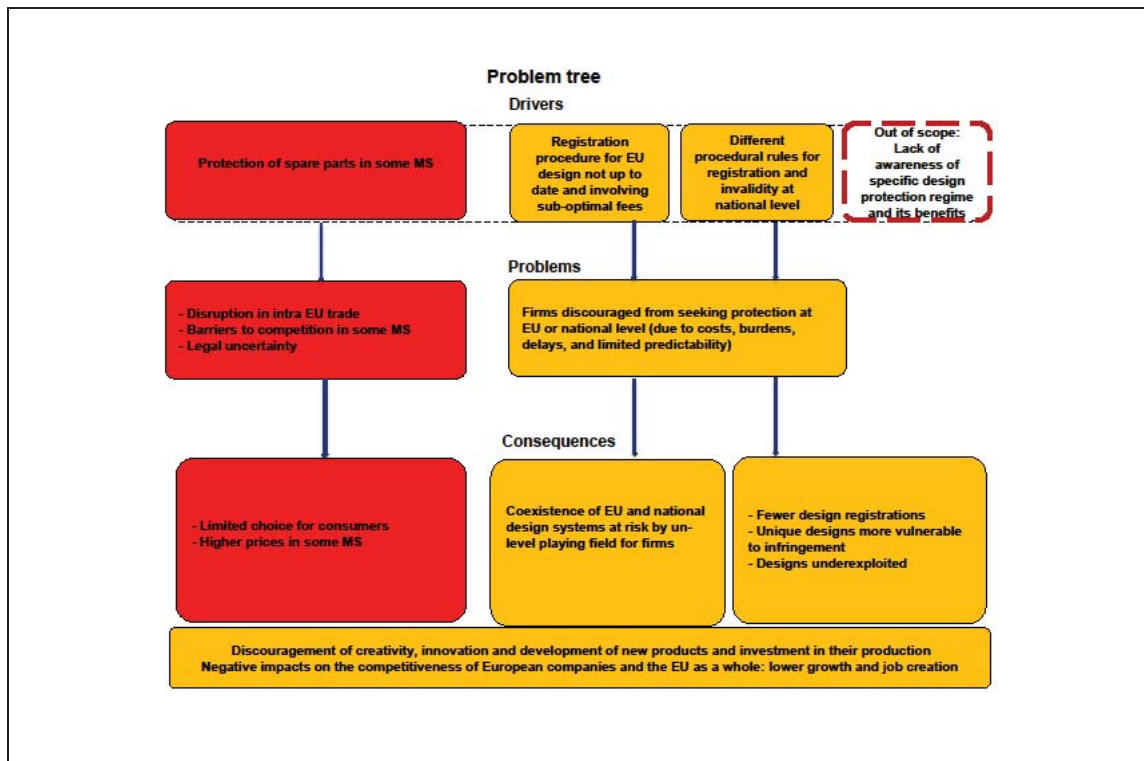 Problem tree
Drivers
Protection of spare parts in some MS
Registration
procedure for EU
design not up to
date and involving
sub-optimal fees
Different
procedural rules for
registration and
invalidity at
national level
Out of scope:
Lack of
awareness of
specific design
protection regime
and its benefits
Problems
- Disruption in intra EU trade
- Barriers to competition in some MS
- Legal uncertainty
Firms discouraged from seeking protection at
EU or national level (due to costs, burdens,
delays, and limited predictability)
Consequences
- Limited choice for consumers
- Higher prices in some MS
Coexistence of EU and national
design systems at risk by un-
level playing field for firms
- Fewer design registrations
- Unique designs more vulnerable
to infringement
- Designs underexploited
Discouragement of creativity, innovation and development of new products and investment in their production
Negative impacts on the competitiveness of European companies and the EU as a whole: lower growth and job creation